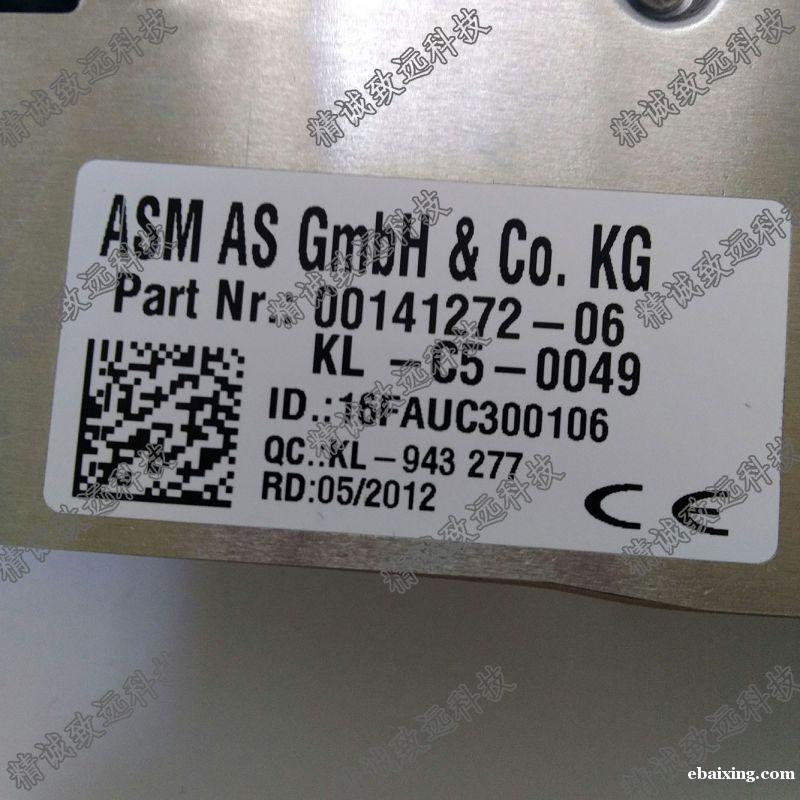 ASM AS GmbH & Co. KG
Part Nr.: 00141272-06
KL -C5-0049
ID.:16FAUC300106
QC.:KL-943 277
RD:05/2012
CE
精诚致远科技
ebaixing.com